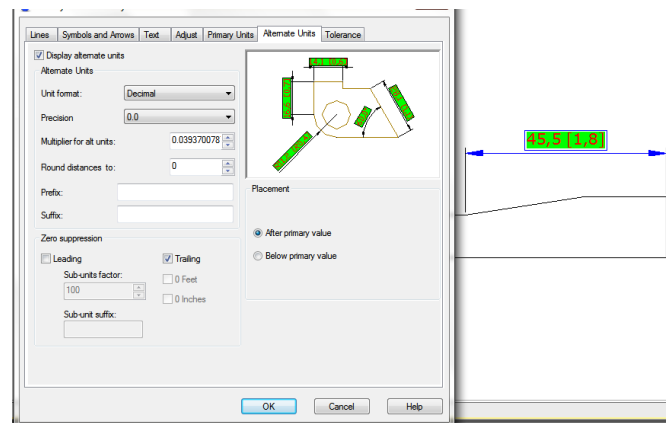 Lines Symbols and Arrows Text Adjust Primary Units Alternate Units Tolerance
Display alternate units
Alternate Units
Unit format: Decimal
Precision 0.0
Multiplier for alt units: 0.039370078
Round distances to: 0
Prefix:
Suffix:
Zero suppression
Leading Trailing
Sub-units factor: 0 Feet
100 0 Inches
Sub-unit suffix:
Placement
After primary value
Below primary value
OK Cancel Help
45,5 [1,8]